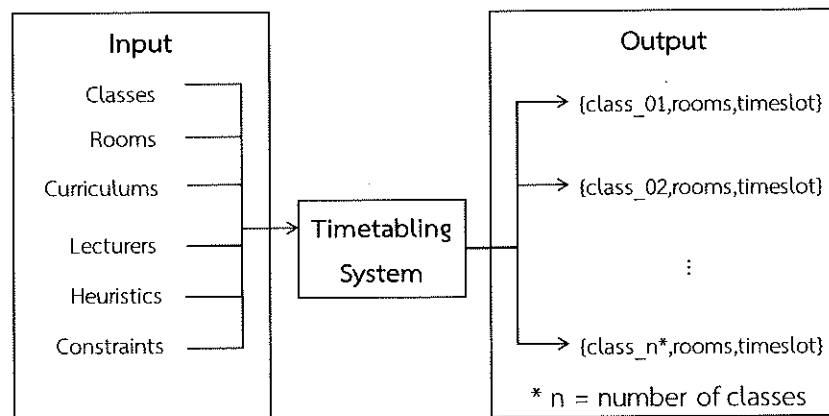 Input
Classes
Rooms
Curriculums
Lecturers
Heuristics
Constraints
Timetabling
System
Output
{class_01,rooms,timeslot}
{class_02,rooms,timeslot}
⋮
{class_n*,rooms,timeslot}
* n = number of classes